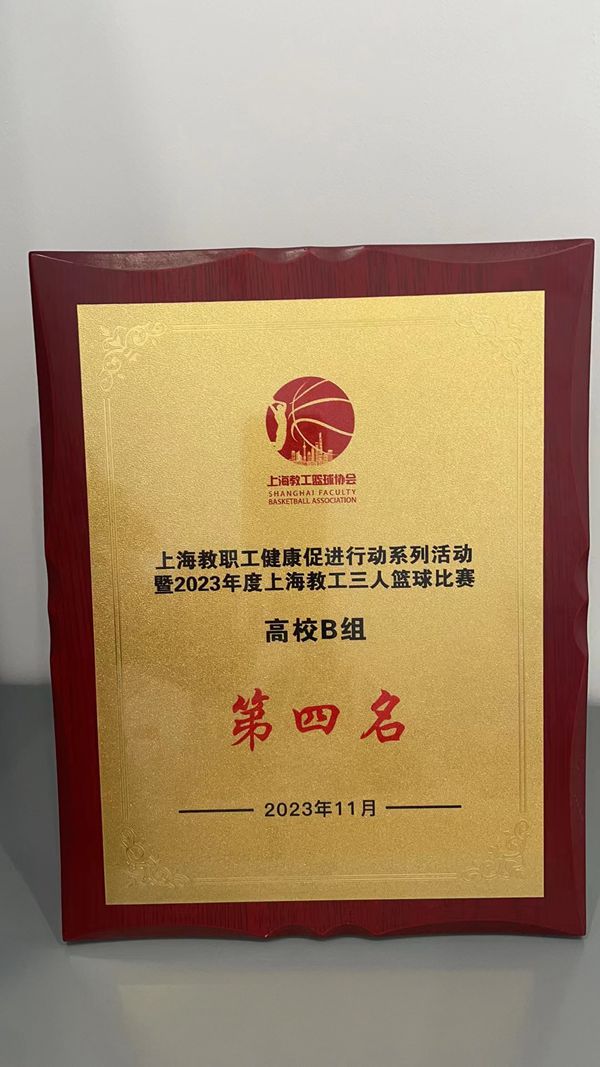 上海教工篮球协会
SHANGHAI FACULTY
BASKETBALL ASSOCIATION
上海教职工健康促进行动系列活动
暨2023年度上海教工三人篮球比赛
高校B组
第四名
2023年11月